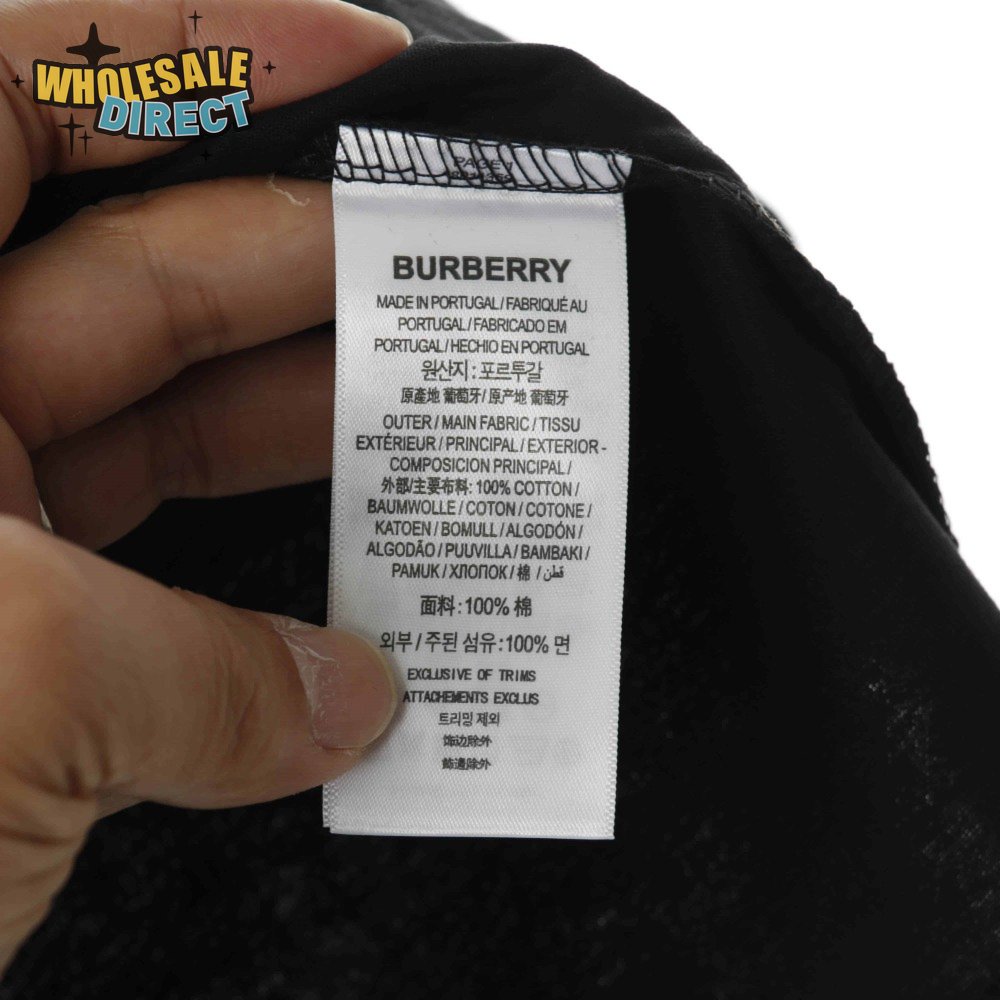 WHOLESALE
DIRECT
PAGE 1
BURBERRY
MADE IN PORTUGAL / FABRIQUÉ AU
PORTUGAL / FABRICADO EM
PORTUGAL / HECHIO EN PORTUGAL
원산지 : 포르투갈
原產地 葡萄牙 / 原产地 葡萄牙
OUTER / MAIN FABRIC / TISSU
EXTÉRIEUR / PRINCIPAL / EXTERIOR -
COMPOSICION PRINCIPAL /
外部/主要布料: 100% COTTON /
BAUMWOLLE / COTON / COTONE /
KATOEN / BOMULL / ALGODÓN /
ALGODÃO / PUUVILLA / BAMBAKI /
PAMUK / ХЛОПОК / 棉 / قطن
面料: 100% 棉
외부 / 주된 섬유: 100% 면
EXCLUSIVE OF TRIMS
ATTACHEMENTS EXCLUS
트리밍 제외
饰边除外
飾邊除外